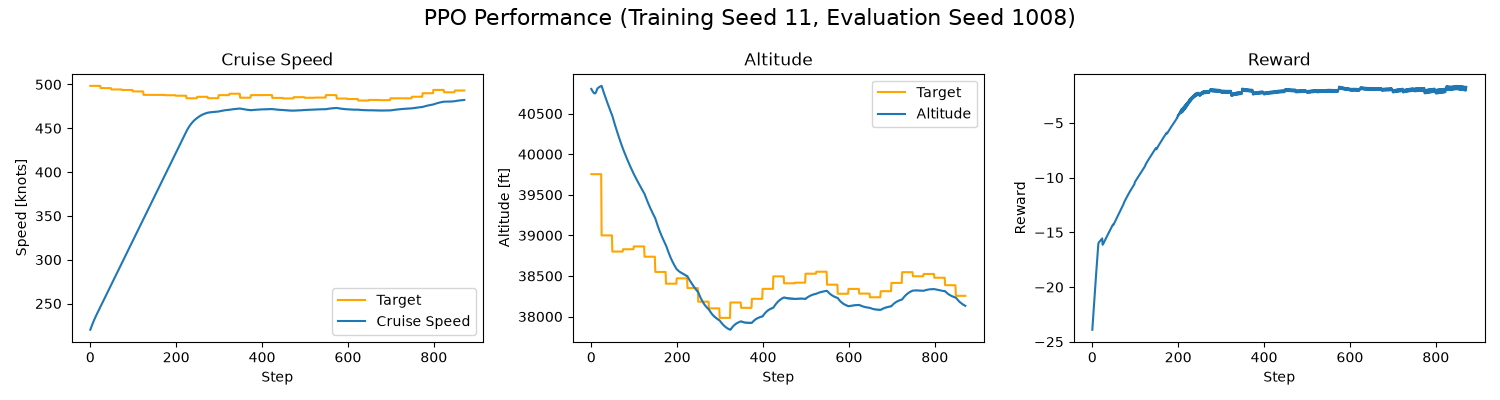 PPO Performance (Training Seed 11, Evaluation Seed 1008)
Cruise Speed
Speed [knots]
500
450
400
350
300
250
0 200 400 600 800
Step
Target
Cruise Speed
Altitude
Altitude [ft]
40500
40000
39500
39000
38500
38000
0 200 400 600 800
Step
Target
Altitude
Reward
Reward
−5
−10
−15
−20
−25
0 200 400 600 800
Step